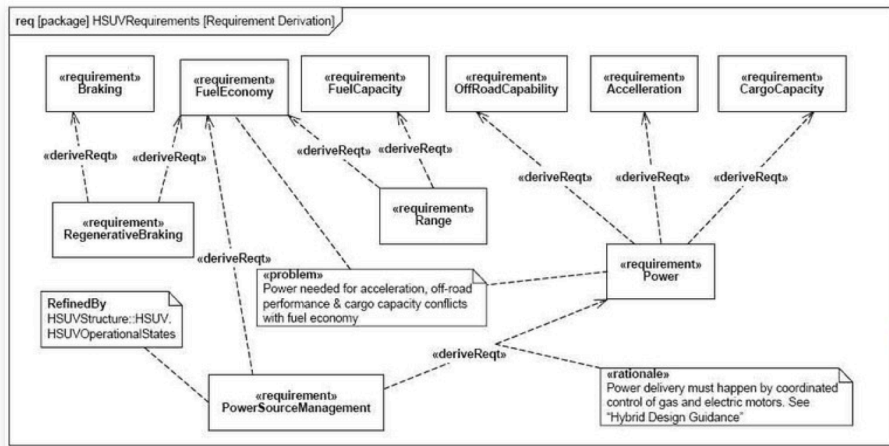 req [package] HSUVRequirements [Requirement Derivation]
«requirement»
Braking
«requirement»
FuelEconomy
«requirement»
FuelCapacity
«requirement»
OffRoadCapability
«requirement»
Accelleration
«requirement»
CargoCapacity
«deriveReqt»
«deriveReqt»
«deriveReqt»
«deriveReqt»
«deriveReqt»
«deriveReqt»
«deriveReqt»
«requirement»
RegenerativeBraking
«requirement»
Range
«deriveReqt»
«requirement»
Power
«problem»
Power needed for acceleration, off-road
performance & cargo capacity conflicts
with fuel economy
RefinedBy
HSUVStructure::HSUV.
HSUVOperationalStates
«deriveReqt»
«requirement»
PowerSourceManagement
«rationale»
Power delivery must happen by coordinated
control of gas and electric motors. See
“Hybrid Design Guidance”